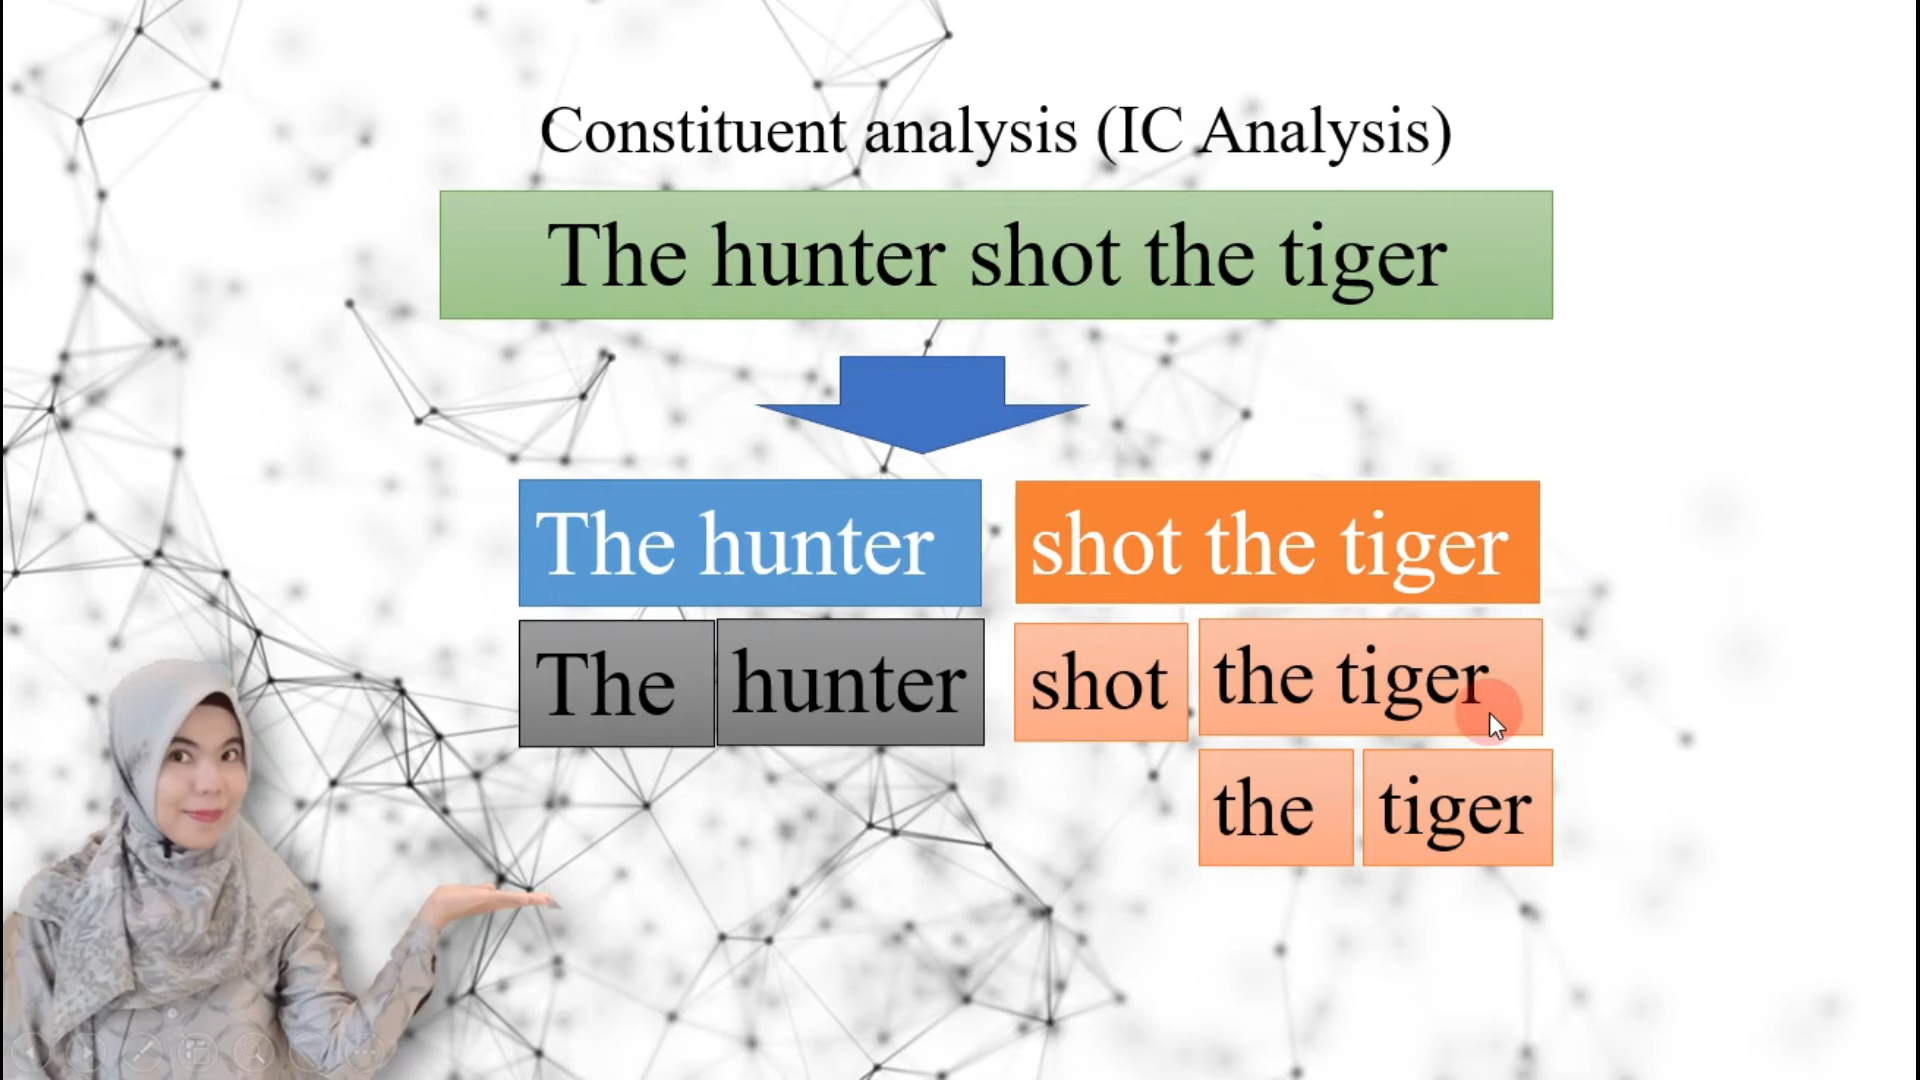 Constituent analysis (IC Analysis)
The hunter shot the tiger
The hunter shot the tiger
The hunter shot the tiger
the tiger